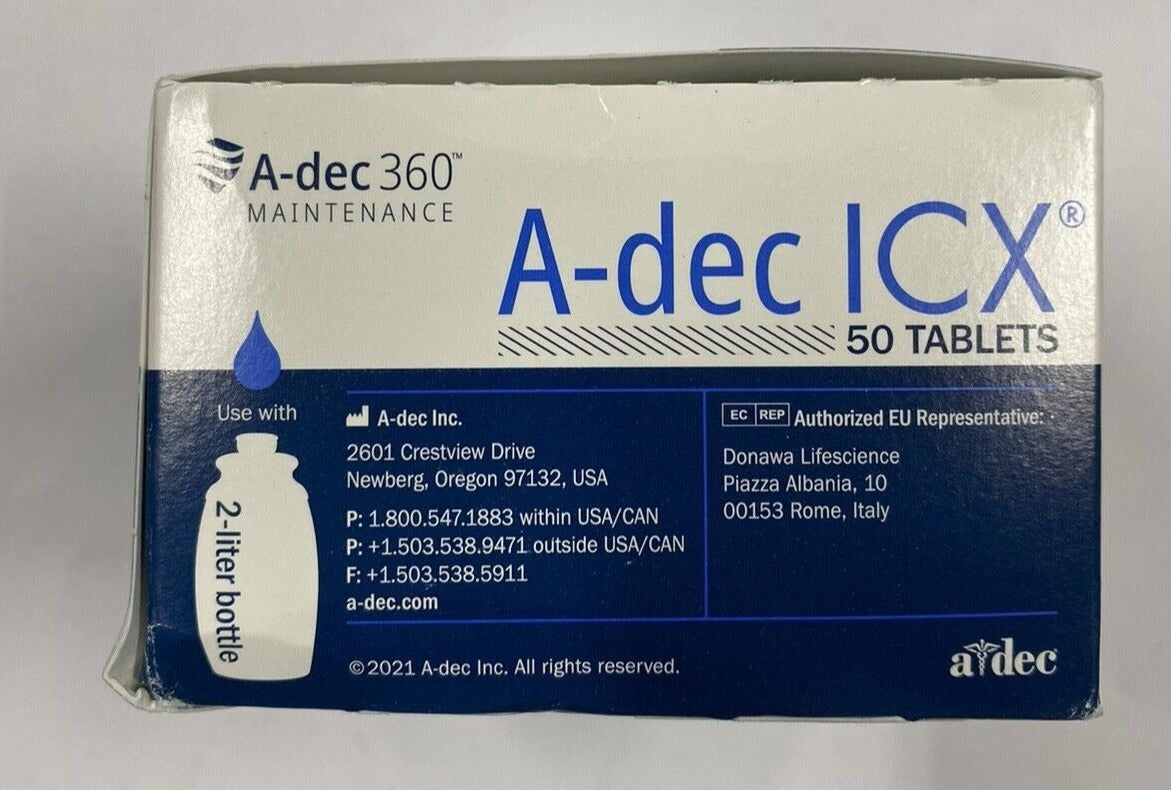 A-dec 360™
MAINTENANCE
A-dec ICX®
50 TABLETS
Use with
2-liter bottle
A-dec Inc.
2601 Crestview Drive
Newberg, Oregon 97132, USA
P: 1.800.547.1883 within USA/CAN
P: +1.503.538.9471 outside USA/CAN
F: +1.503.538.5911
a-dec.com
EC REP Authorized EU Representative:
Donawa Lifescience
Piazza Albania, 10
00153 Rome, Italy
©2021 A-dec Inc. All rights reserved.
a dec